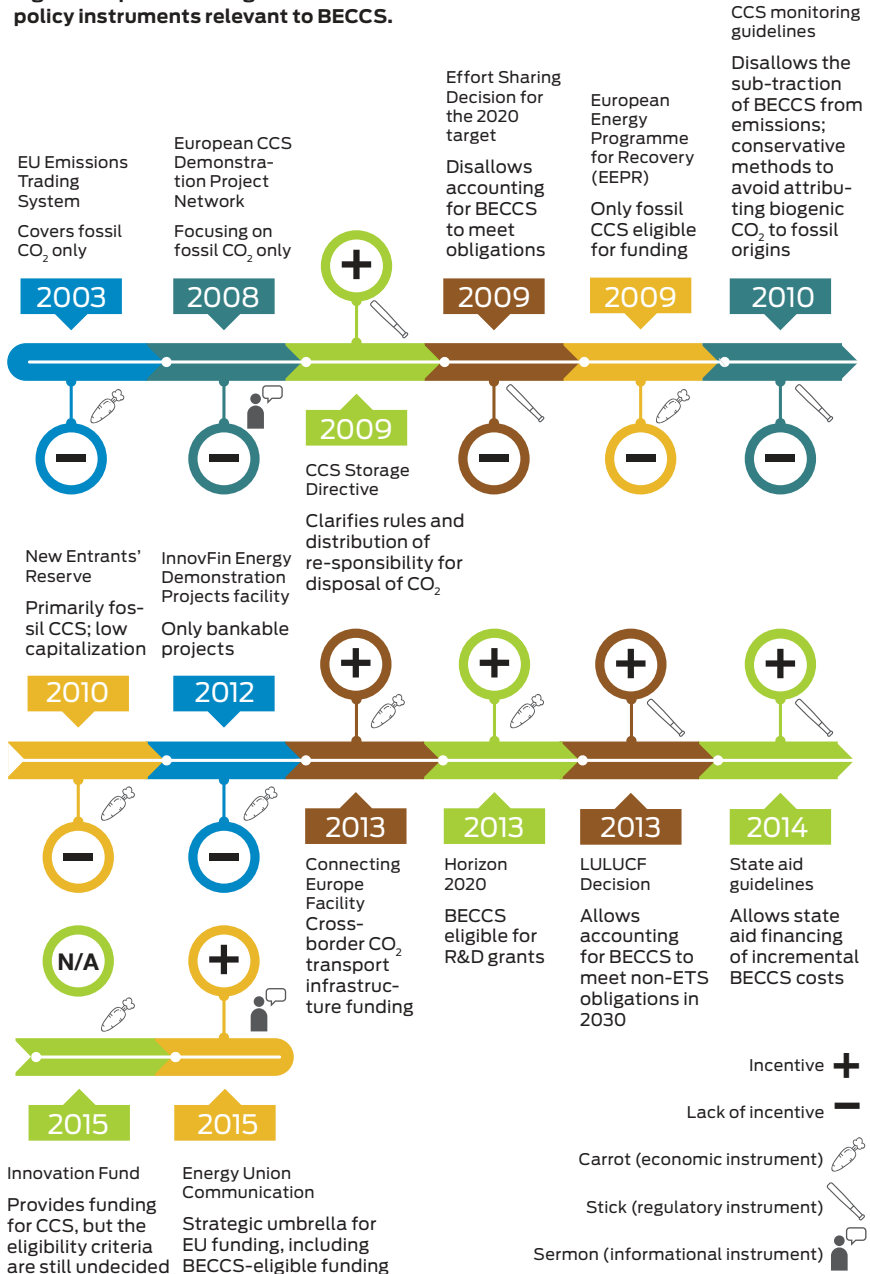 policy instruments relevant to BECCS.
EU Emissions
Trading
System
Covers fossil
CO2 only
2003
European CCS
Demonstra-
tion Project
Network
Focusing on
fossil CO2 only
2008
+
2009
CCS Storage
Directive
Clarifies rules and
distribution of
re-sponsibility for
disposal of CO2
Effort Sharing
Decision for
the 2020
target
Disallows
accounting
for BECCS
to meet
obligations
2009
European
Energy
Programme
for Recovery
(EEPR)
Only fossil
CCS eligible
for funding
2009
CCS monitoring
guidelines
Disallows the
sub-traction
of BECCS from
emissions;
conservative
methods to
avoid attribu-
ting biogenic
CO2 to fossil
origins
2010
−
−
−
−
−
New Entrants’
Reserve
Primarily fos-
sil CCS; low
capitalization
2010
−
InnovFin Energy
Demonstration
Projects facility
Only bankable
projects
2012
−
+
2013
Connecting
Europe
Facility
Cross-
border CO2
transport
infrastruc-
ture funding
+
2013
Horizon
2020
BECCS
eligible for
R&D grants
+
2013
LULUCF
Decision
Allows
accounting
for BECCS to
meet non-ETS
obligations in
2030
+
2014
State aid
guidelines
Allows state
aid financing
of incremental
BECCS costs
N/A
2015
Innovation Fund
Provides funding
for CCS, but the
eligibility criteria
are still undecided
+
2015
Energy Union
Communication
Strategic umbrella for
EU funding, including
BECCS-eligible funding
Incentive +
Lack of incentive −
Carrot (economic instrument)
Stick (regulatory instrument)
Sermon (informational instrument)